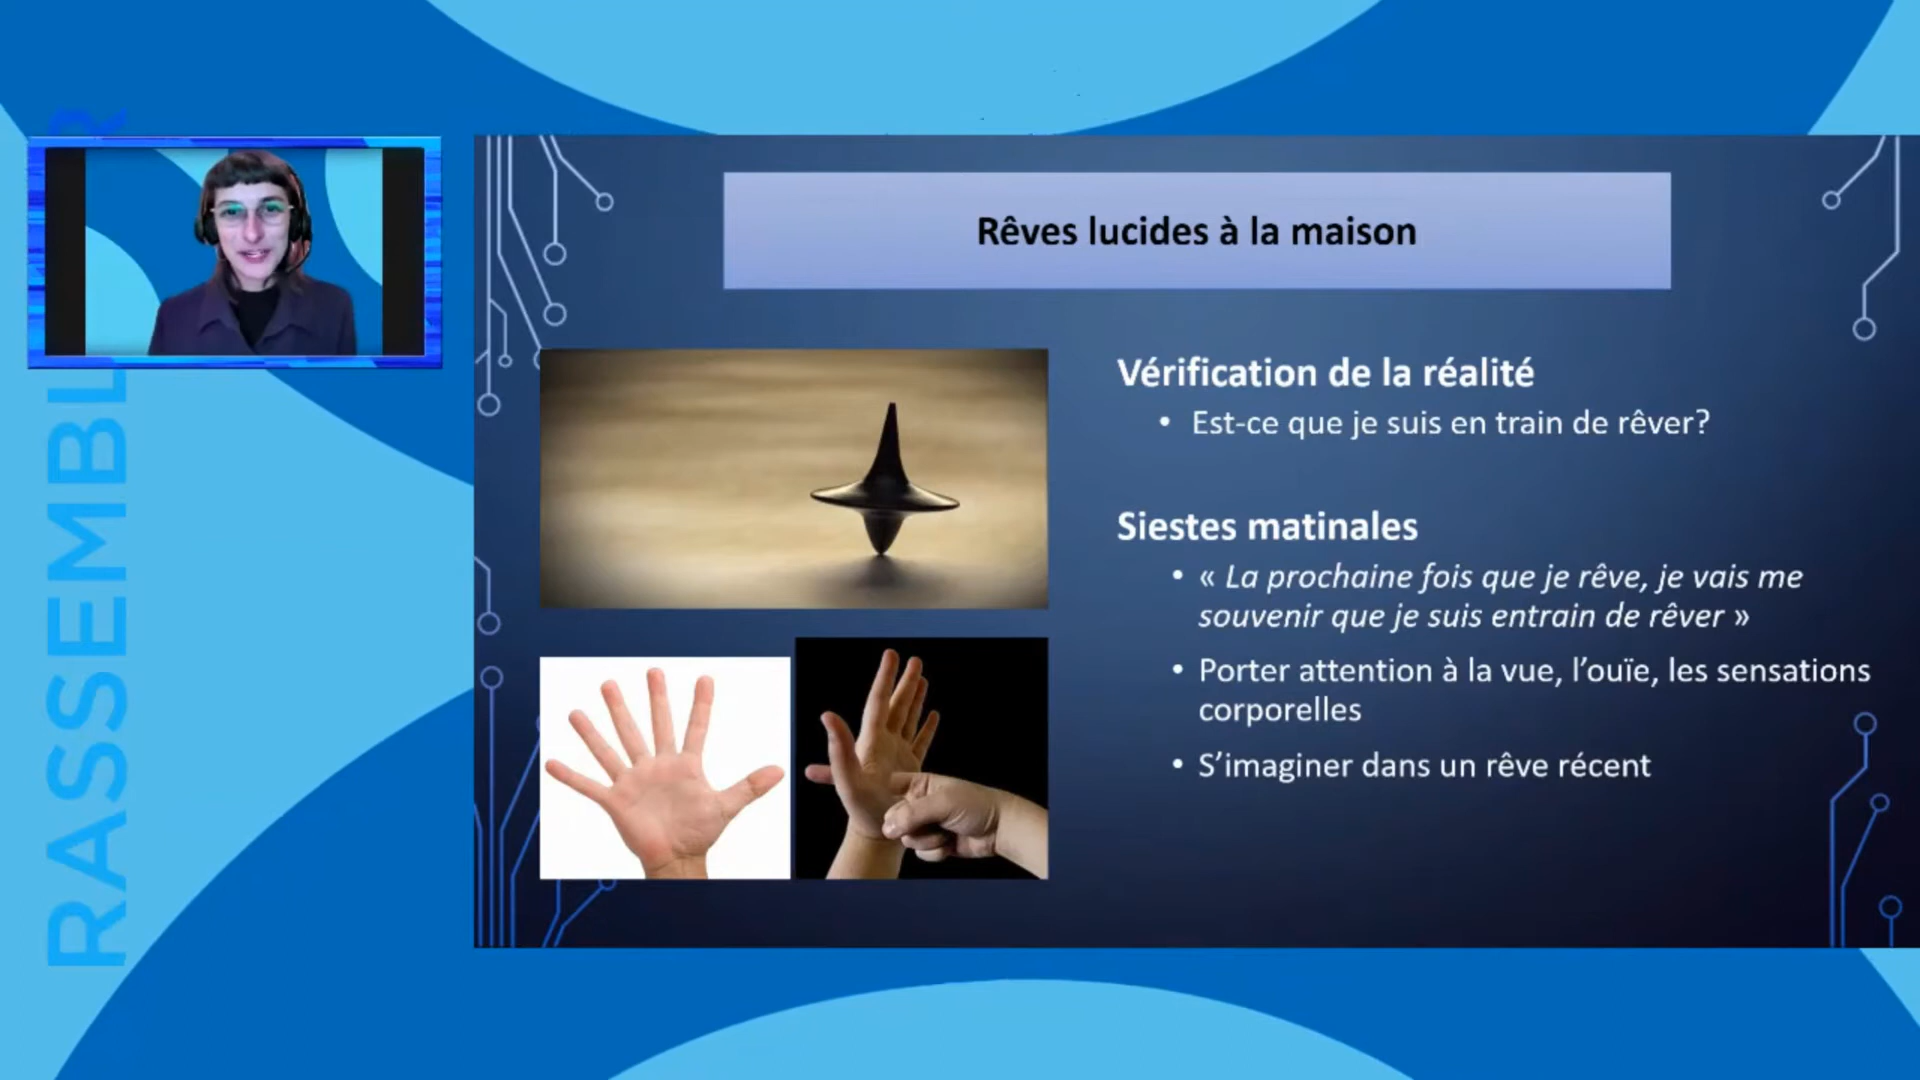 RASSEMBL
R
Rêves lucides à la maison
Vérification de la réalité
• Est-ce que je suis en train de rêver?
Siestes matinales
• « La prochaine fois que je rêve, je vais me
souvenir que je suis entrain de rêver »
• Porter attention à la vue, l’ouïe, les sensations
corporelles
• S’imaginer dans un rêve récent